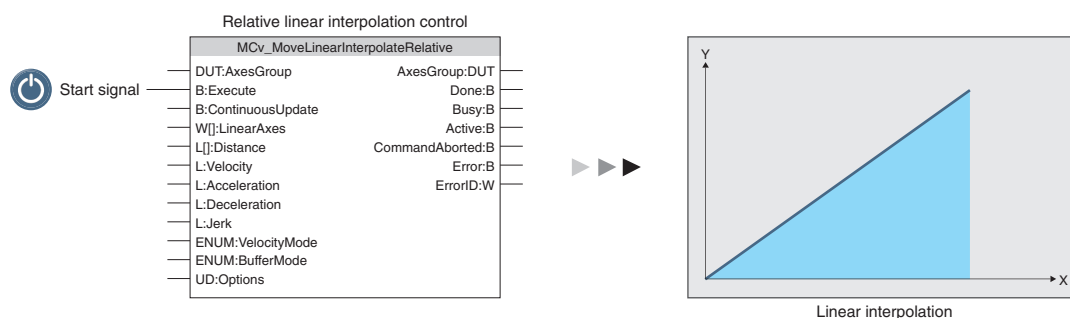 Relative linear interpolation control
MCv_MoveLinearInterpolateRelative
DUT:AxesGroup AxesGroup:DUT
Start signal B:Execute Done:B
B:ContinuousUpdate Busy:B
W[]:LinearAxes Active:B
L[]:Distance CommandAborted:B
L:Velocity Error:B
L:Acceleration ErrorID:W
L:Deceleration
L:Jerk
ENUM:VelocityMode
ENUM:BufferMode
UD:Options
Y
X
Linear interpolation